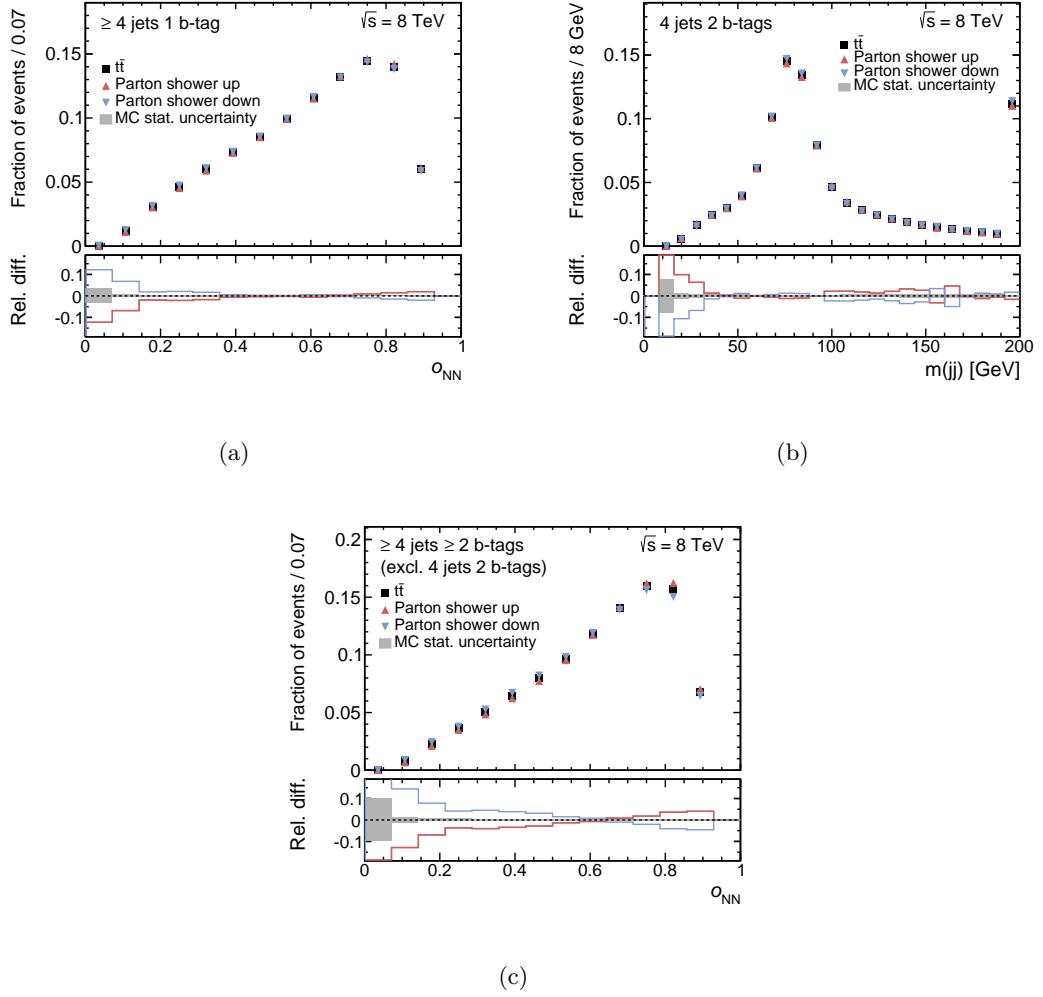 Fraction of events / 0.07
≥ 4 jets 1 b-tag
√s = 8 TeV
tt̄
Parton shower up
Parton shower down
MC stat. uncertainty
0.15
0.1
0.05
0
Rel. diff.
0.1
0
-0.1
0 0.2 0.4 0.6 0.8 1
o_NN
(a)
Fraction of events / 8 GeV
4 jets 2 b-tags
√s = 8 TeV
tt̄
Parton shower up
Parton shower down
MC stat. uncertainty
0.15
0.1
0.05
0
Rel. diff.
0.1
0
-0.1
0 50 100 150 200
m(jj) [GeV]
(b)
Fraction of events / 0.07
≥ 4 jets ≥ 2 b-tags
(excl. 4 jets 2 b-tags)
√s = 8 TeV
tt̄
Parton shower up
Parton shower down
MC stat. uncertainty
0.2
0.15
0.1
0.05
0
Rel. diff.
0.1
0
-0.1
0 0.2 0.4 0.6 0.8 1
o_NN
(c)